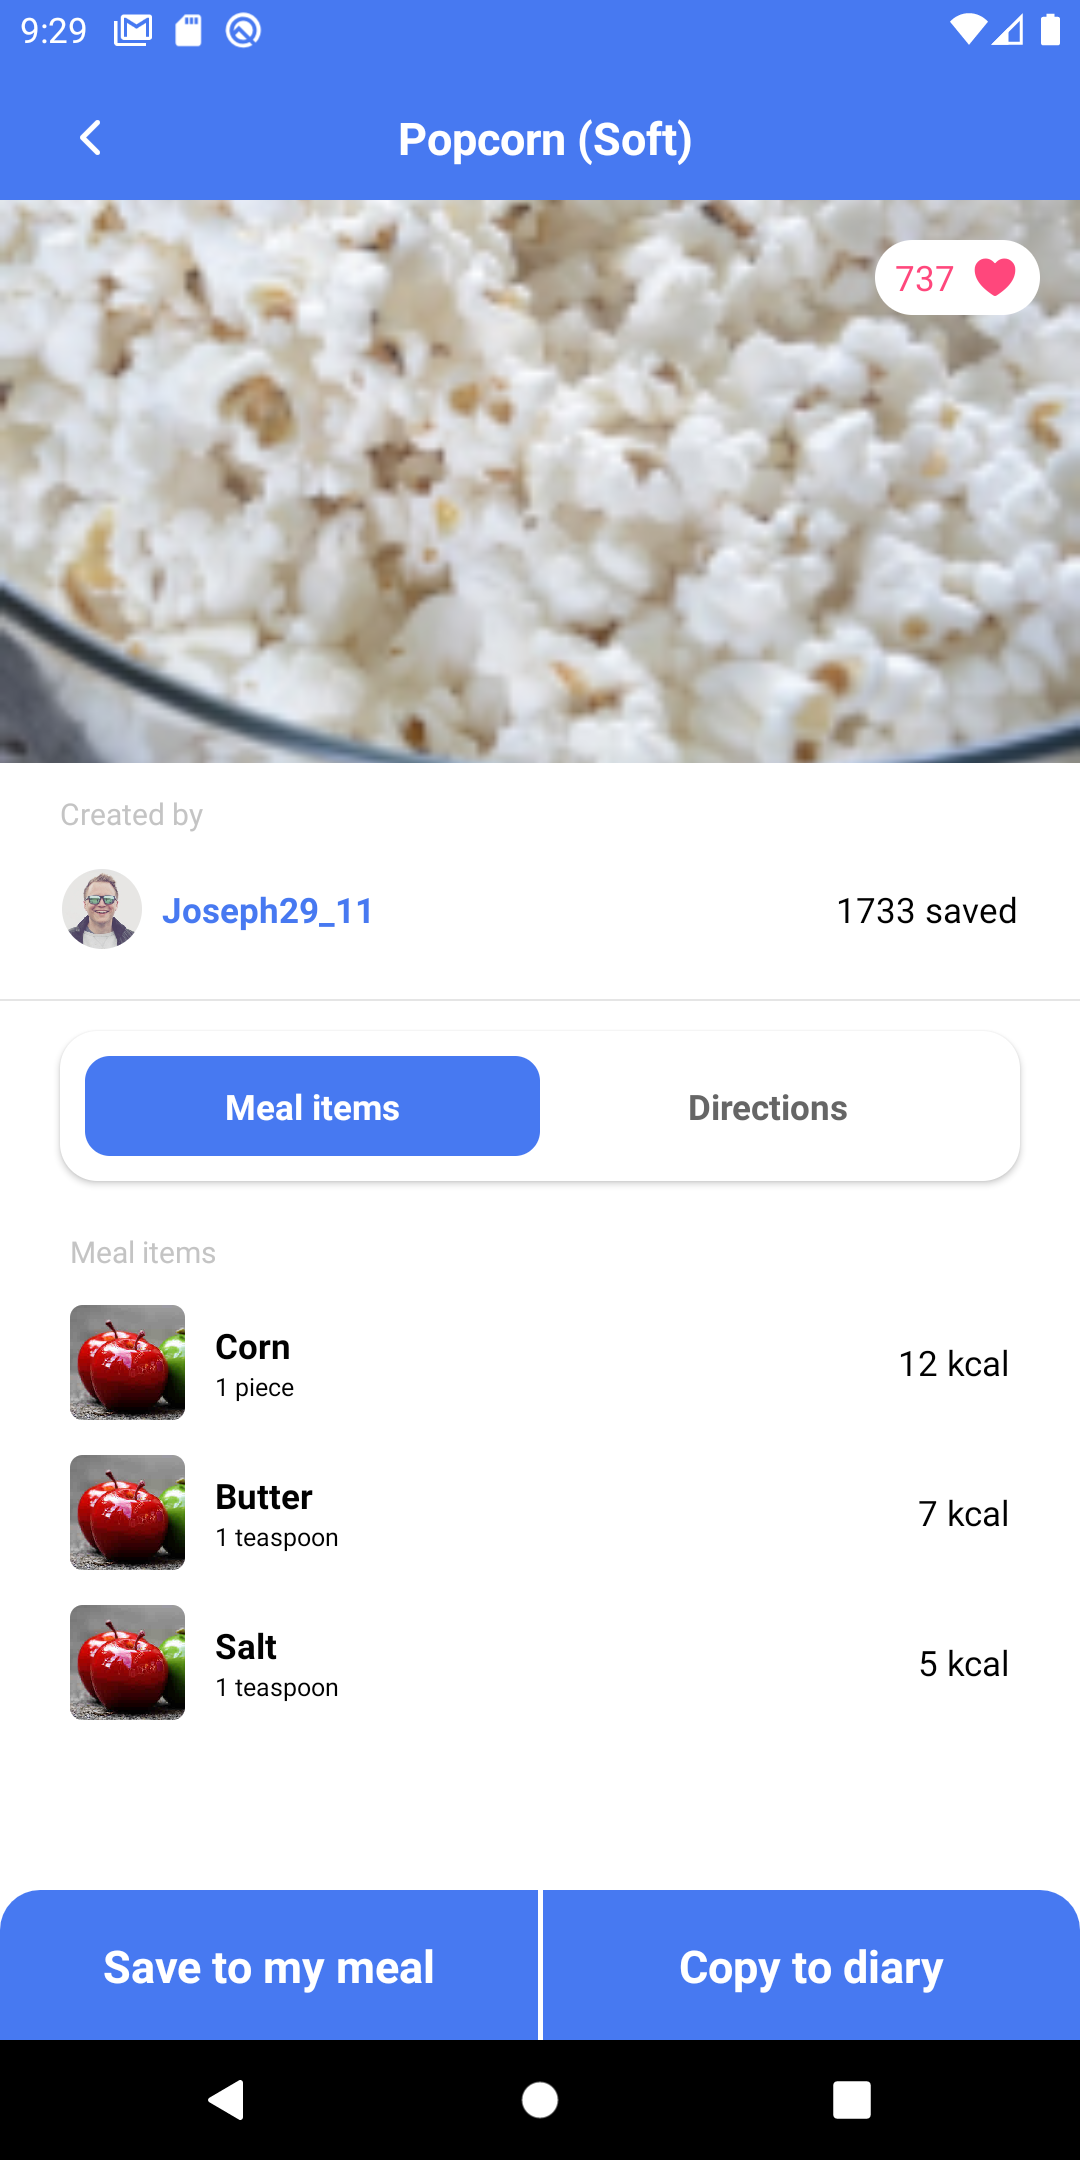 9:29
Popcorn (Soft)
737
Created by
Joseph29_11
1733 saved
Meal items
Directions
Meal items
Corn
1 piece
12 kcal
Butter
1 teaspoon
7 kcal
Salt
1 teaspoon
5 kcal
Save to my meal
Copy to diary